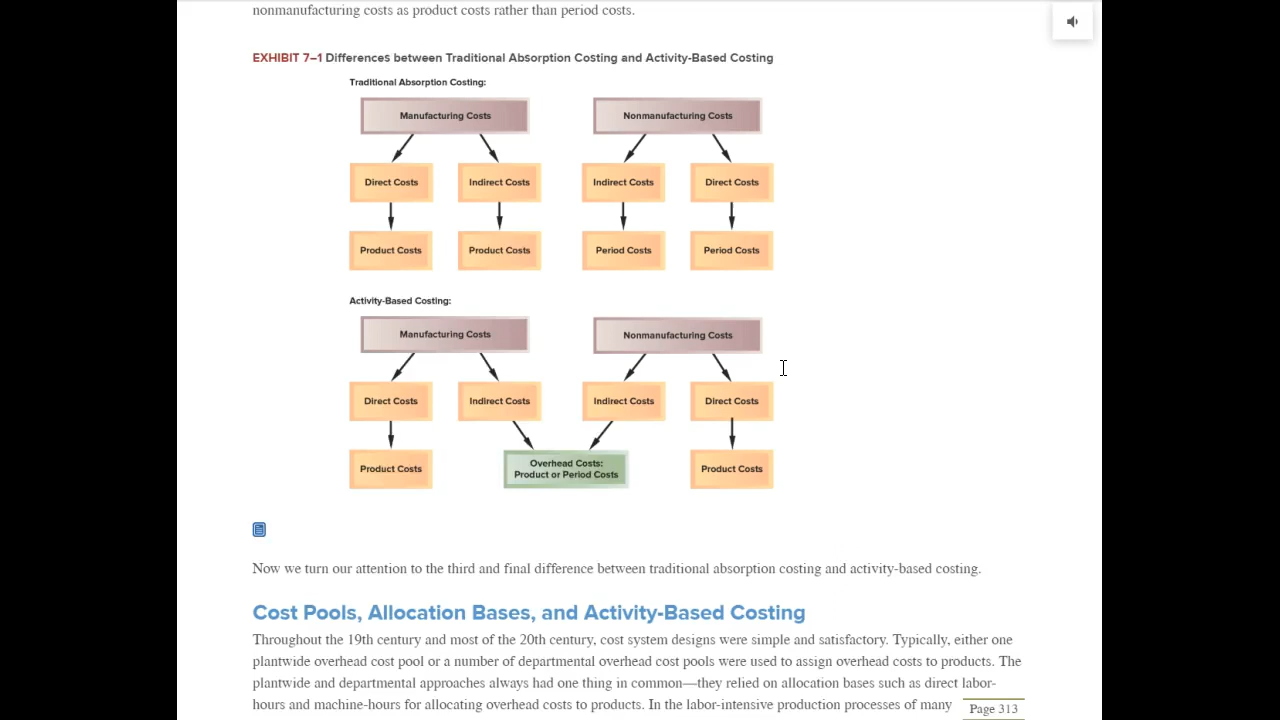 nonmanufacturing costs as product costs rather than period costs.
EXHIBIT 7–1 Differences between Traditional Absorption Costing and Activity-Based Costing
Traditional Absorption Costing:
Manufacturing Costs
Nonmanufacturing Costs
Direct Costs
Indirect Costs
Indirect Costs
Direct Costs
Product Costs
Product Costs
Period Costs
Period Costs
Activity-Based Costing:
Manufacturing Costs
Nonmanufacturing Costs
Direct Costs
Indirect Costs
Indirect Costs
Direct Costs
Product Costs
Overhead Costs:
Product or Period Costs
Product Costs
Now we turn our attention to the third and final difference between traditional absorption costing and activity-based costing.
Cost Pools, Allocation Bases, and Activity-Based Costing
Throughout the 19th century and most of the 20th century, cost system designs were simple and satisfactory. Typically, either one
plantwide overhead cost pool or a number of departmental overhead cost pools were used to assign overhead costs to products. The
plantwide and departmental approaches always had one thing in common—they relied on allocation bases such as direct labor-
hours and machine-hours for allocating overhead costs to products. In the labor-intensive production processes of many
Page 313